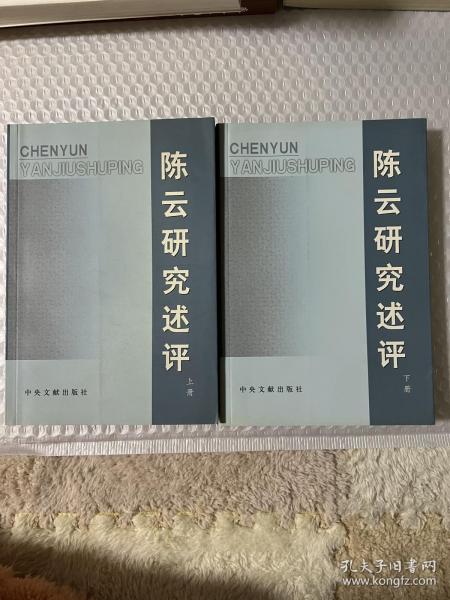 CHENYUN
YANJIUSHUPING
陈云研究述评
上册
中央文献出版社
CHENYUN
YANJIUSHUPING
陈云研究述评
下册
中央文献出版社
孔夫子旧书网
www.kongfz.com